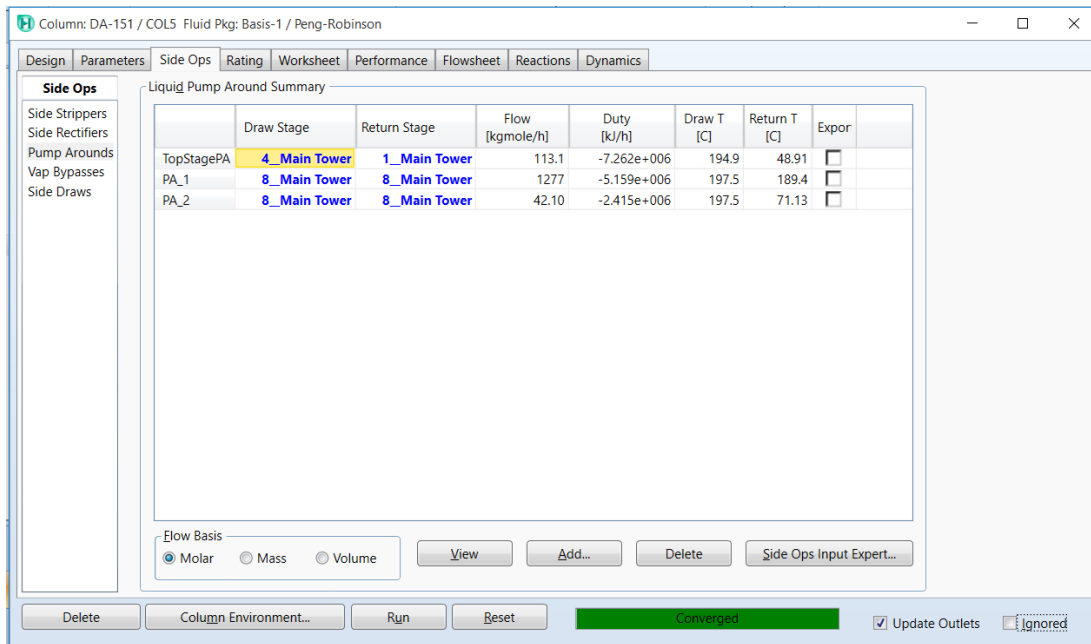 Column: DA-151 / COL5 Fluid Pkg: Basis-1 / Peng-Robinson
Design Parameters Side Ops Rating Worksheet Performance Flowsheet Reactions Dynamics
Side Ops
Side Strippers
Side Rectifiers
Pump Arounds
Vap Bypasses
Side Draws
Liquid Pump Around Summary
Draw Stage Return Stage Flow [kgmole/h] Duty [kJ/h] Draw T [C] Return T [C] Expor
TopStagePA 4__Main Tower 1__Main Tower 113.1 -7.262e+006 194.9 48.91
PA_1 8__Main Tower 8__Main Tower 1277 -5.159e+006 197.5 189.4
PA_2 8__Main Tower 8__Main Tower 42.10 -2.415e+006 197.5 71.13
Flow Basis
Molar Mass Volume
View Add... Delete Side Ops Input Expert...
Delete Column Environment... Run Reset Converged Update Outlets Ignored